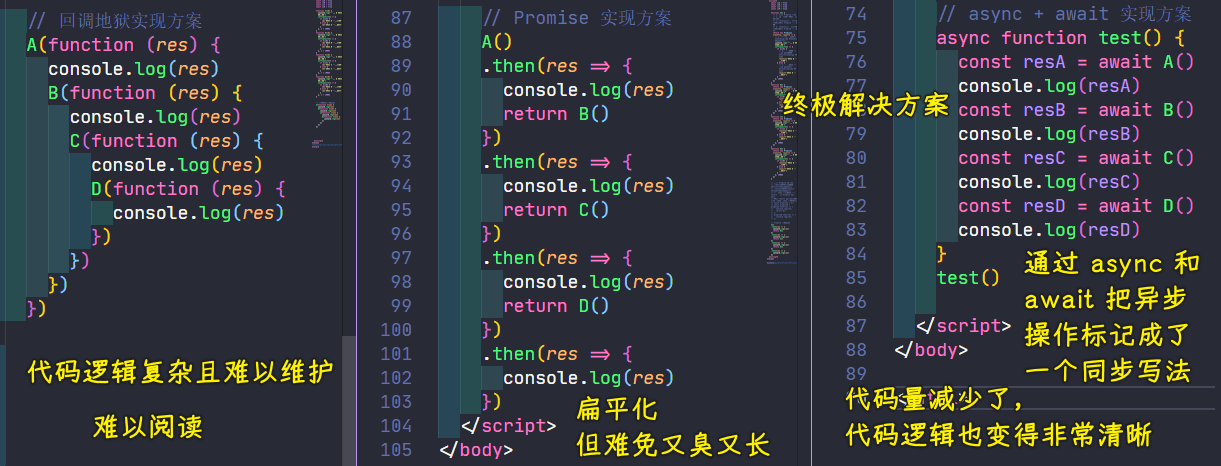 // 回调地狱实现方案
A(function (res) {
console.log(res)
B(function (res) {
console.log(res)
C(function (res) {
console.log(res)
D(function (res) {
console.log(res)
})
})
})
})
代码逻辑复杂且难以维护
难以阅读
87 // Promise 实现方案
88 A()
89 .then(res => {
90 console.log(res)
91 return B()
92 })
93 .then(res => {
94 console.log(res)
95 return C()
96 })
97 .then(res => {
98 console.log(res)
99 return D()
100 })
101 .then(res => {
102 console.log(res)
103 })
104 </script>
105 </body>
扁平化
但难免又臭又长
74 // async + await 实现方案
75 async function test() {
76 const resA = await A()
77 console.log(resA)
78 const resB = await B()
79 console.log(resB)
80 const resC = await C()
81 console.log(resC)
82 const resD = await D()
83 console.log(resD)
84 }
85 test()
86
87 </script>
88 </body>
89
终极解决方案
通过 async 和
await 把异步
操作标记成了
一个同步写法
代码量减少了，
代码逻辑也变得非常清晰